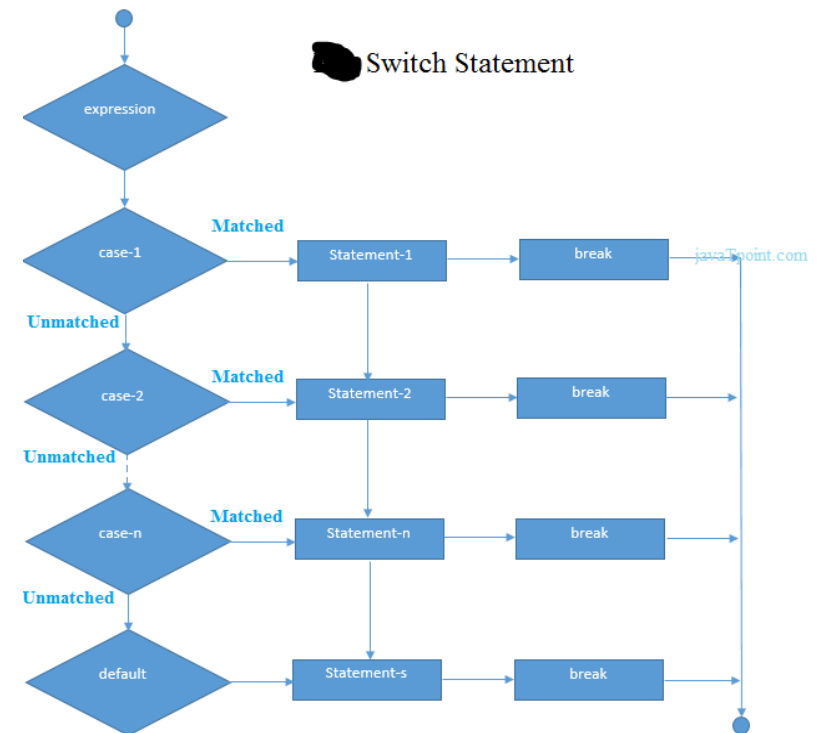 Switch Statement
expression
Matched
case-1
Statement-1
break
javaTpoint.com
Unmatched
Matched
case-2
Statement-2
break
Unmatched
Matched
case-n
Statement-n
break
Unmatched
default
Statement-s
break